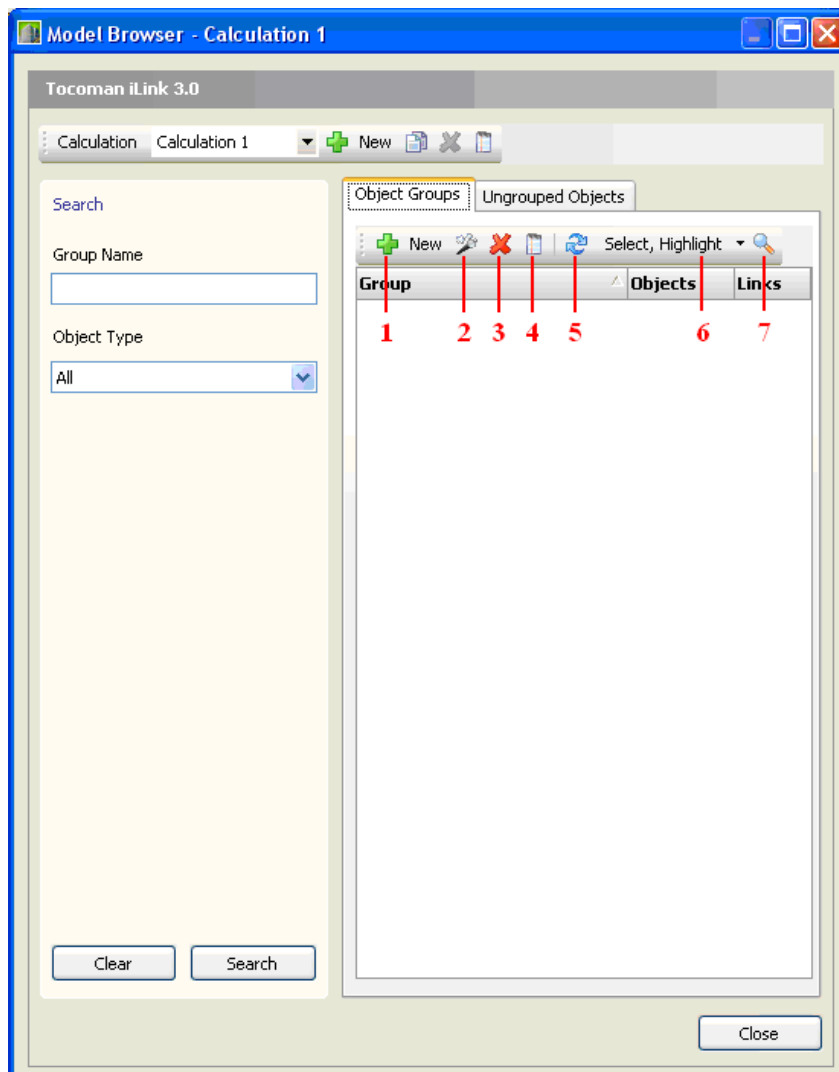 Model Browser - Calculation 1
Tocoman iLink 3.0
Calculation Calculation 1 New
Search
Group Name
Object Type
All
Clear Search
Object Groups Ungrouped Objects
New Select, Highlight
Group Objects Links
1 2 3 4 5 6 7
Close